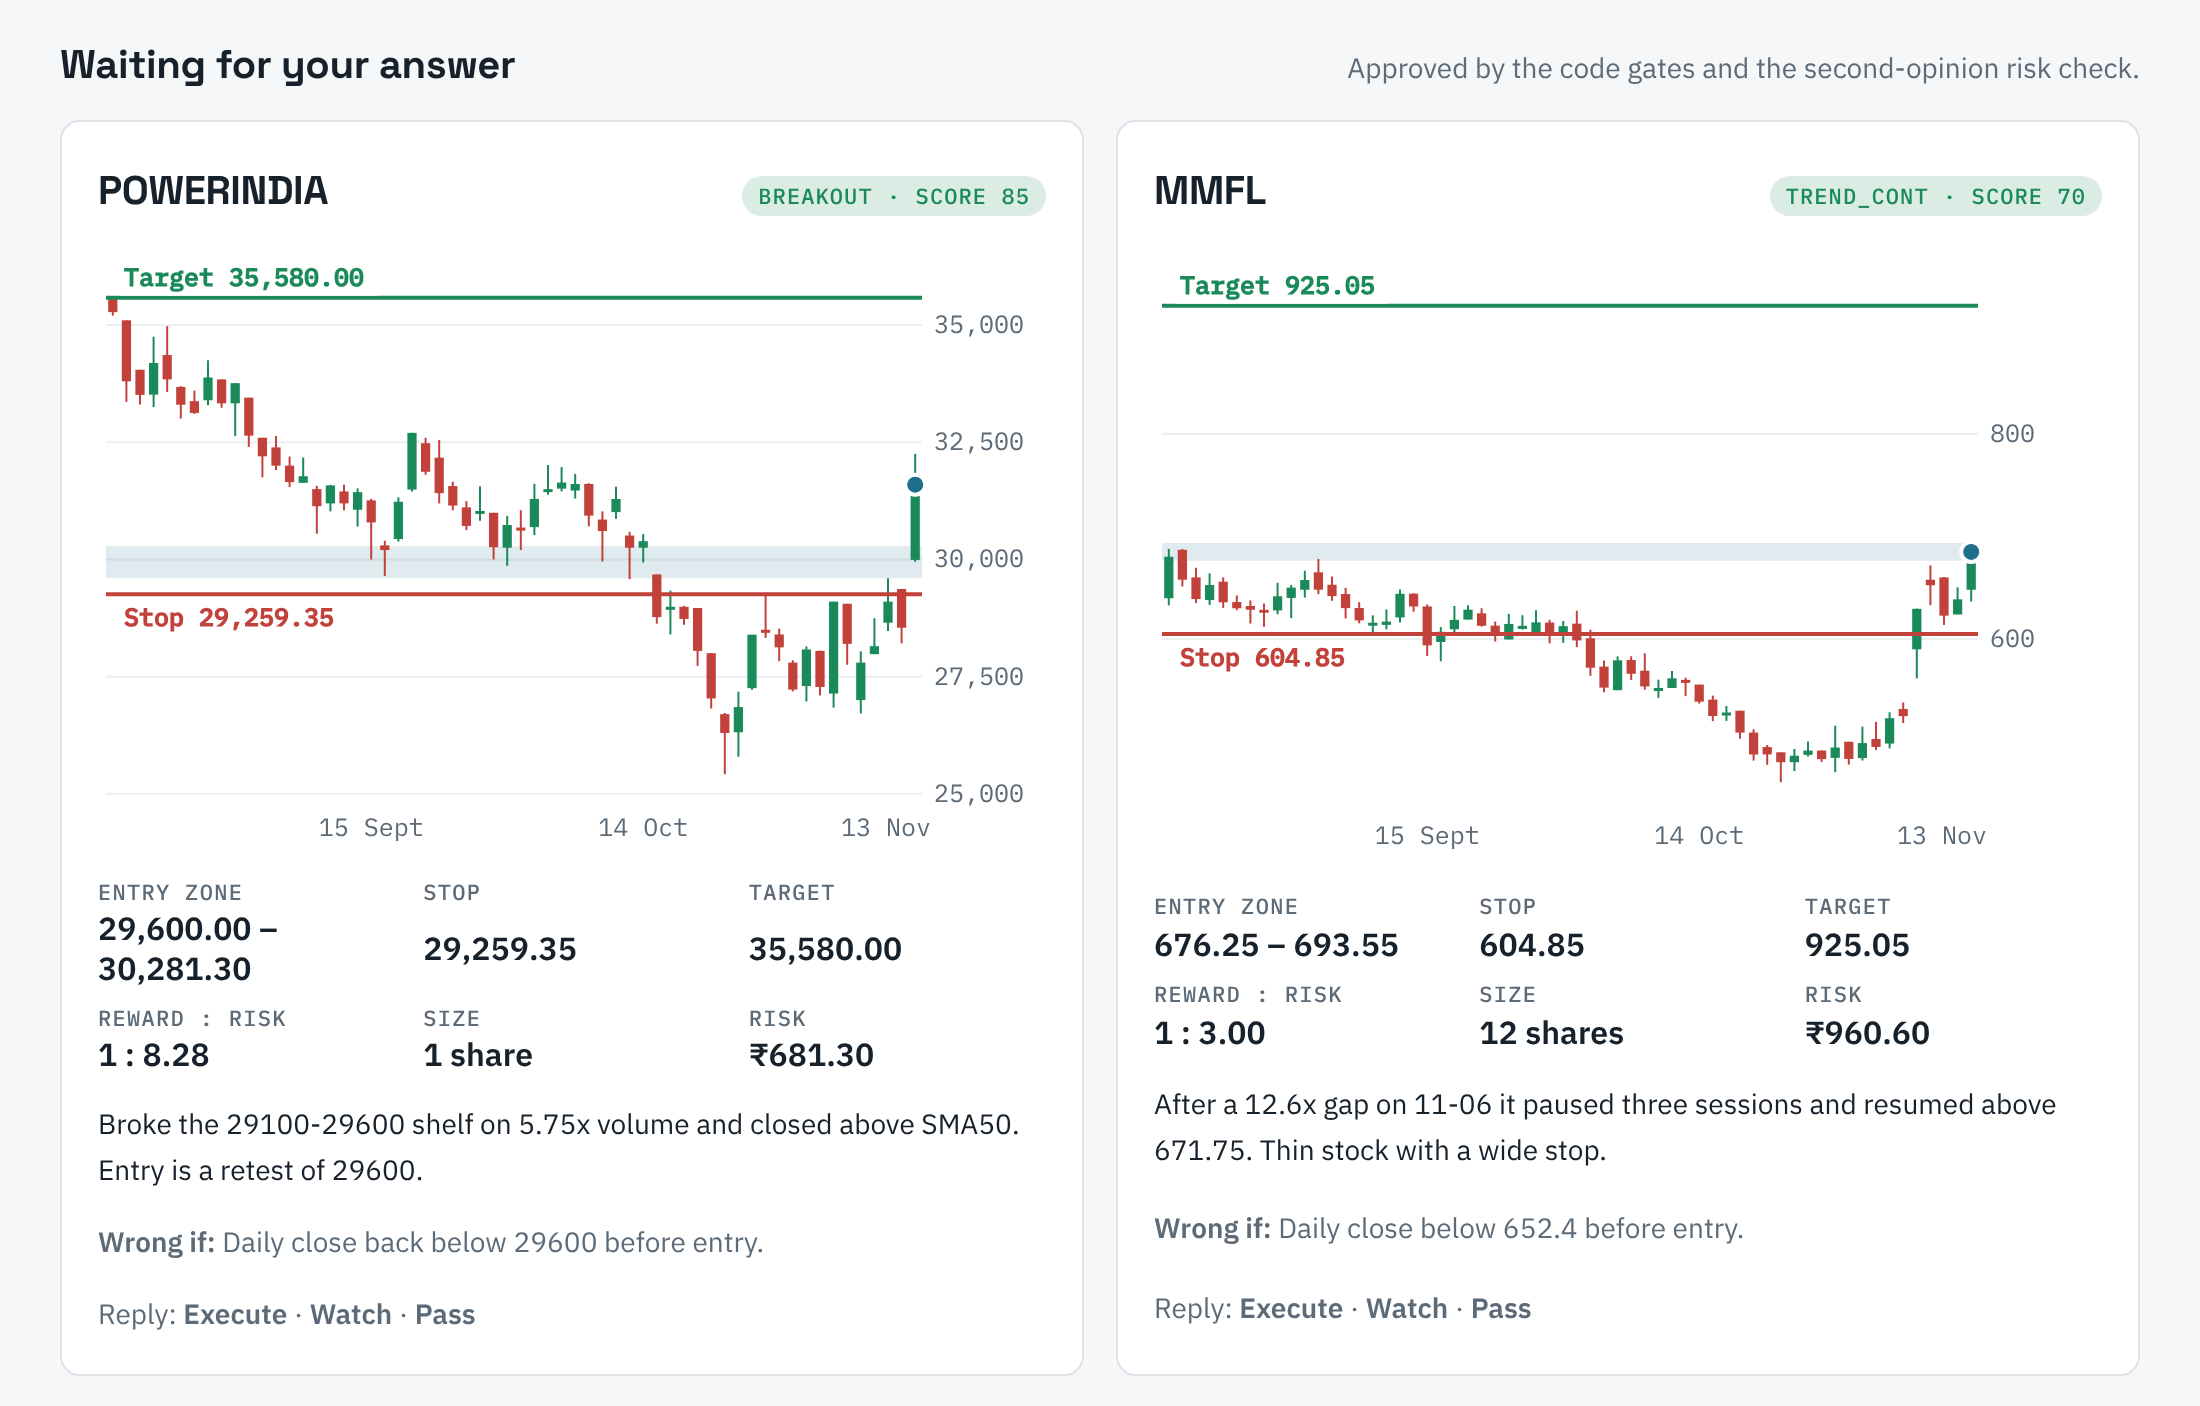 Waiting for your answer
Approved by the code gates and the second-opinion risk check.
POWERINDIA
BREAKOUT · SCORE 85
Target 35,580.00
35,000
32,500
30,000
Stop 29,259.35
27,500
25,000
15 Sept 14 Oct 13 Nov
ENTRY ZONE STOP TARGET
29,600.00 –
30,281.30
29,259.35 35,580.00
REWARD : RISK SIZE RISK
1 : 8.28 1 share ₹681.30
Broke the 29100-29600 shelf on 5.75x volume and closed above SMA50.
Entry is a retest of 29600.
Wrong if: Daily close back below 29600 before entry.
Reply: Execute · Watch · Pass
MMFL
TREND_CONT · SCORE 70
Target 925.05
800
600
Stop 604.85
15 Sept 14 Oct 13 Nov
ENTRY ZONE STOP TARGET
676.25 – 693.55 604.85 925.05
REWARD : RISK SIZE RISK
1 : 3.00 12 shares ₹960.60
After a 12.6x gap on 11-06 it paused three sessions and resumed above
671.75. Thin stock with a wide stop.
Wrong if: Daily close below 652.4 before entry.
Reply: Execute · Watch · Pass